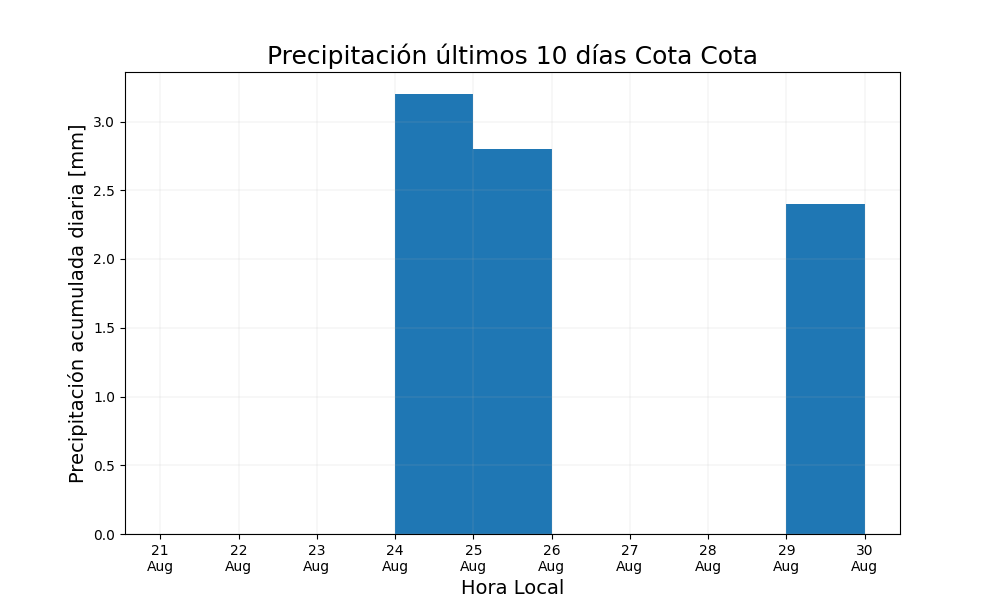 Precipitación últimos 10 días Cota Cota
Precipitación acumulada diaria [mm]
3.0
2.5
2.0
1.5
1.0
0.5
0.0
21 22 23 24 25 26 27 28 29 30
Aug Aug Aug Aug Aug Aug Aug Aug Aug Aug
Hora Local